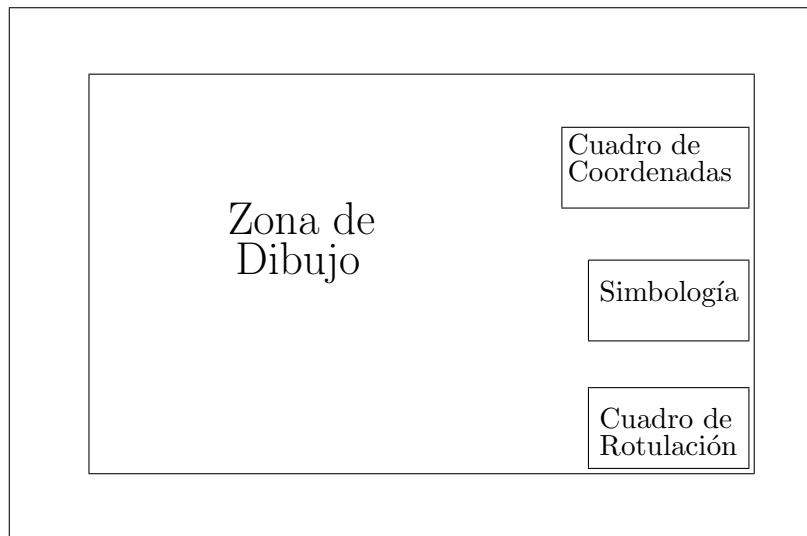 Zona de
Dibujo
Cuadro de
Coordenadas
Simbología
Cuadro de
Rotulación